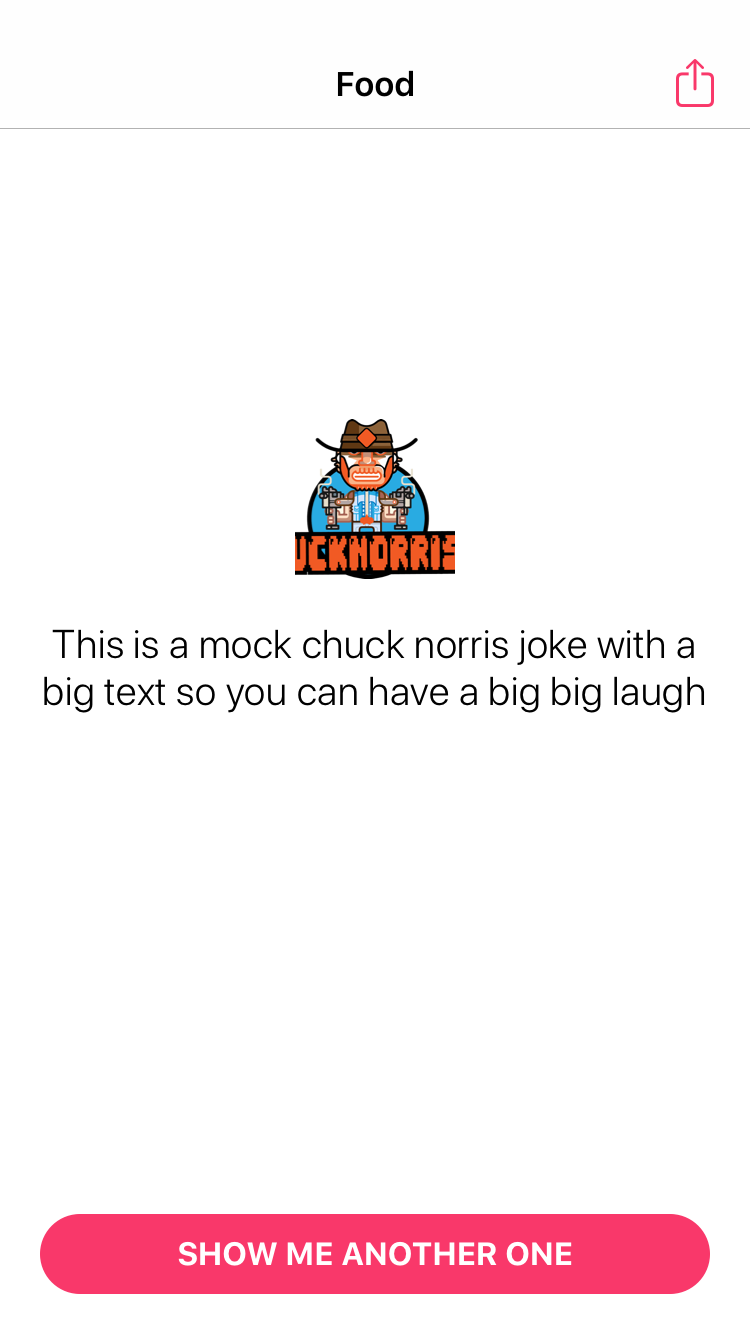 Food
UCKNORRIS
This is a mock chuck norris joke with a
big text so you can have a big big laugh
SHOW ME ANOTHER ONE